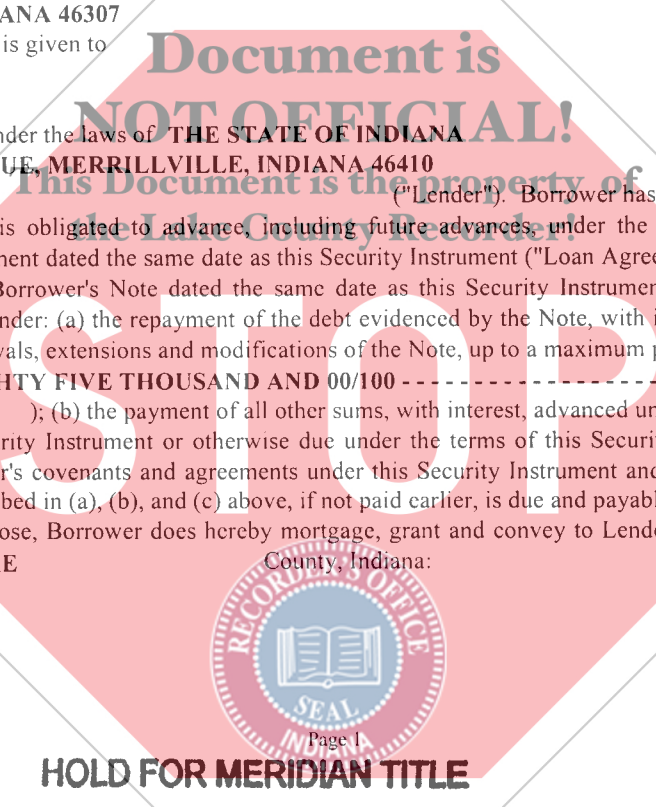 ANA 46307
is given to
Document is
NOT OFFICIAL!
nder the laws of THE STATE OF INDIANA
UE, MERRILLVILLE, INDIANA 46410
This Document is the property of
("Lender"). Borrower has
the Lake County Recorder!
is obligated to advance, including future advances, under the
nent dated the same date as this Security Instrument ("Loan Agree
Borrower's Note dated the same date as this Security Instrumen
nder: (a) the repayment of the debt evidenced by the Note, with i
vals, extensions and modifications of the Note, up to a maximum p
HTY FIVE THOUSAND AND 00/100 - - - - - - - - - - - - - - - - - - -
); (b) the payment of all other sums, with interest, advanced un
rity Instrument or otherwise due under the terms of this Securi
er's covenants and agreements under this Security Instrument and
bed in (a), (b), and (c) above, if not paid earlier, is due and payabl
ose, Borrower does hereby mortgage, grant and convey to Lende
E County, Indiana:
STOP
RECORDER'S OFFICE
SEAL
INDIANA
Page 1
HOLD FOR MERIDIAN TITLE